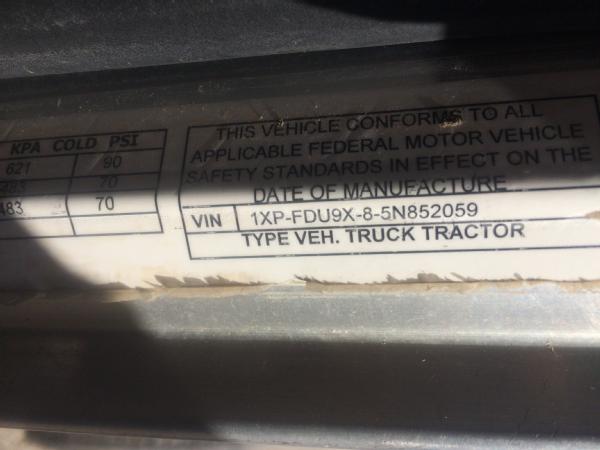 KPA COLD PSI
621 90
483 70
483 70
THIS VEHICLE CONFORMS TO ALL
APPLICABLE FEDERAL MOTOR VEHICLE
SAFETY STANDARDS IN EFFECT ON THE
DATE OF MANUFACTURE
VIN 1XP-FDU9X-8-5N852059
TYPE VEH. TRUCK TRACTOR